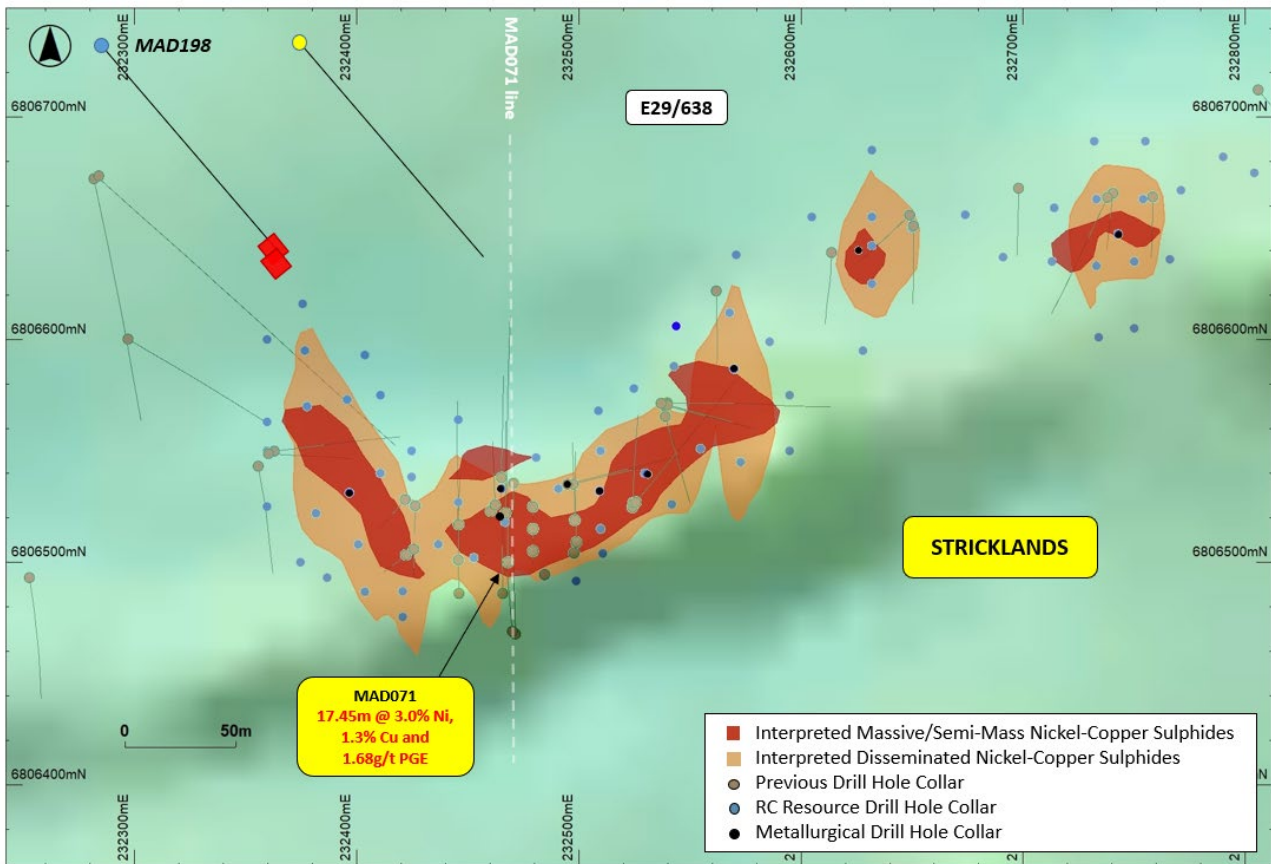 232300mE
232400mE
MAD071 line
232500mE
232600mE
232700mE
232800mE
MAD198
E29/638
6806700mN
6806700mN
6806600mN
6806600mN
6806500mN
6806500mN
STRICKLANDS
MAD071
17.45m @ 3.0% Ni,
1.3% Cu and
1.68g/t PGE
0
50m
6806400mN
232300mE
232400mE
232500mE
Interpreted Massive/Semi-Mass Nickel-Copper Sulphides
Interpreted Disseminated Nickel-Copper Sulphides
Previous Drill Hole Collar
RC Resource Drill Hole Collar
Metallurgical Drill Hole Collar